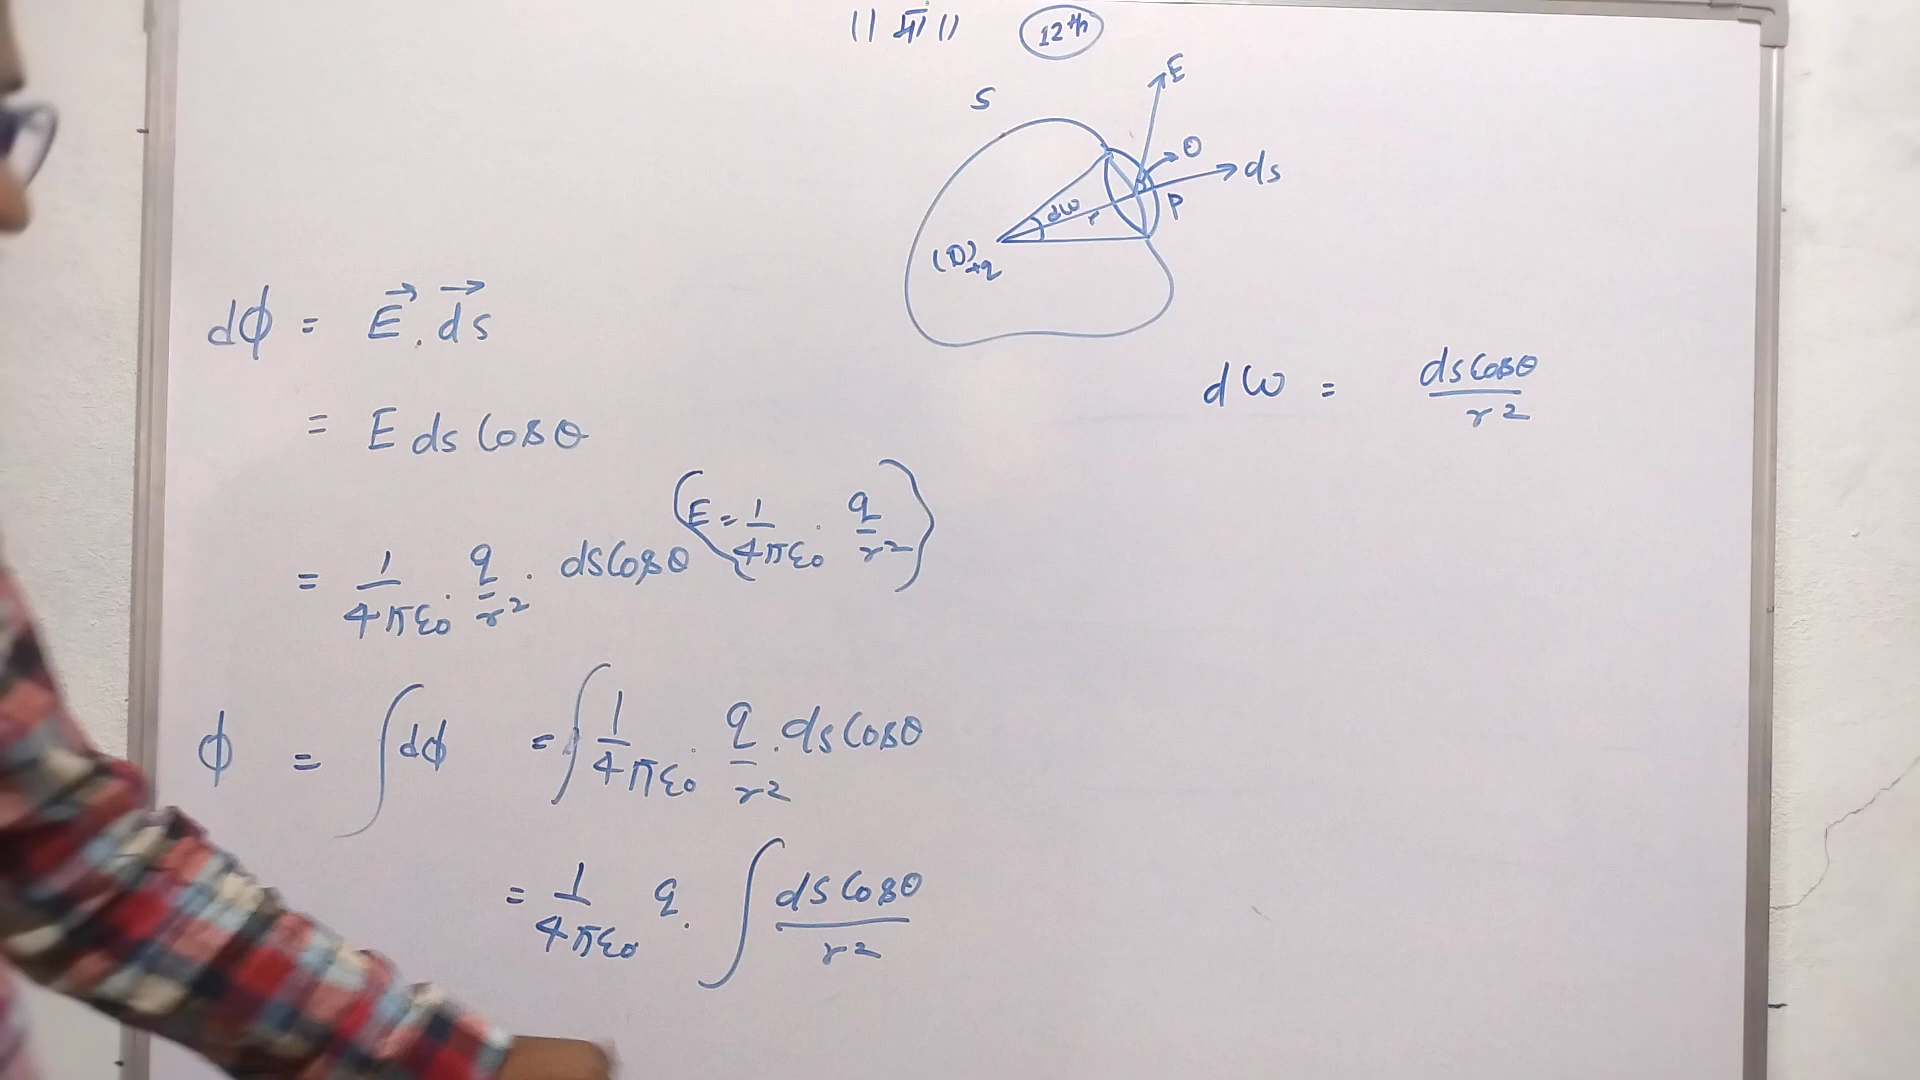 ।। माँ ।। 12th
S
E
θ
ds
dω
r
P
(O) +q
dφ = E⃗ . d⃗s
= E ds Cosθ
(E = 1/4πε₀ . q/r²)
= 1/4πε₀ . q/r² . ds Cosθ
φ = ∫dφ = ∫ 1/4πε₀ . q/r² . ds Cosθ
= 1/4πε₀ q . ∫ ds Cosθ/r²
dω = ds Cosθ/r²